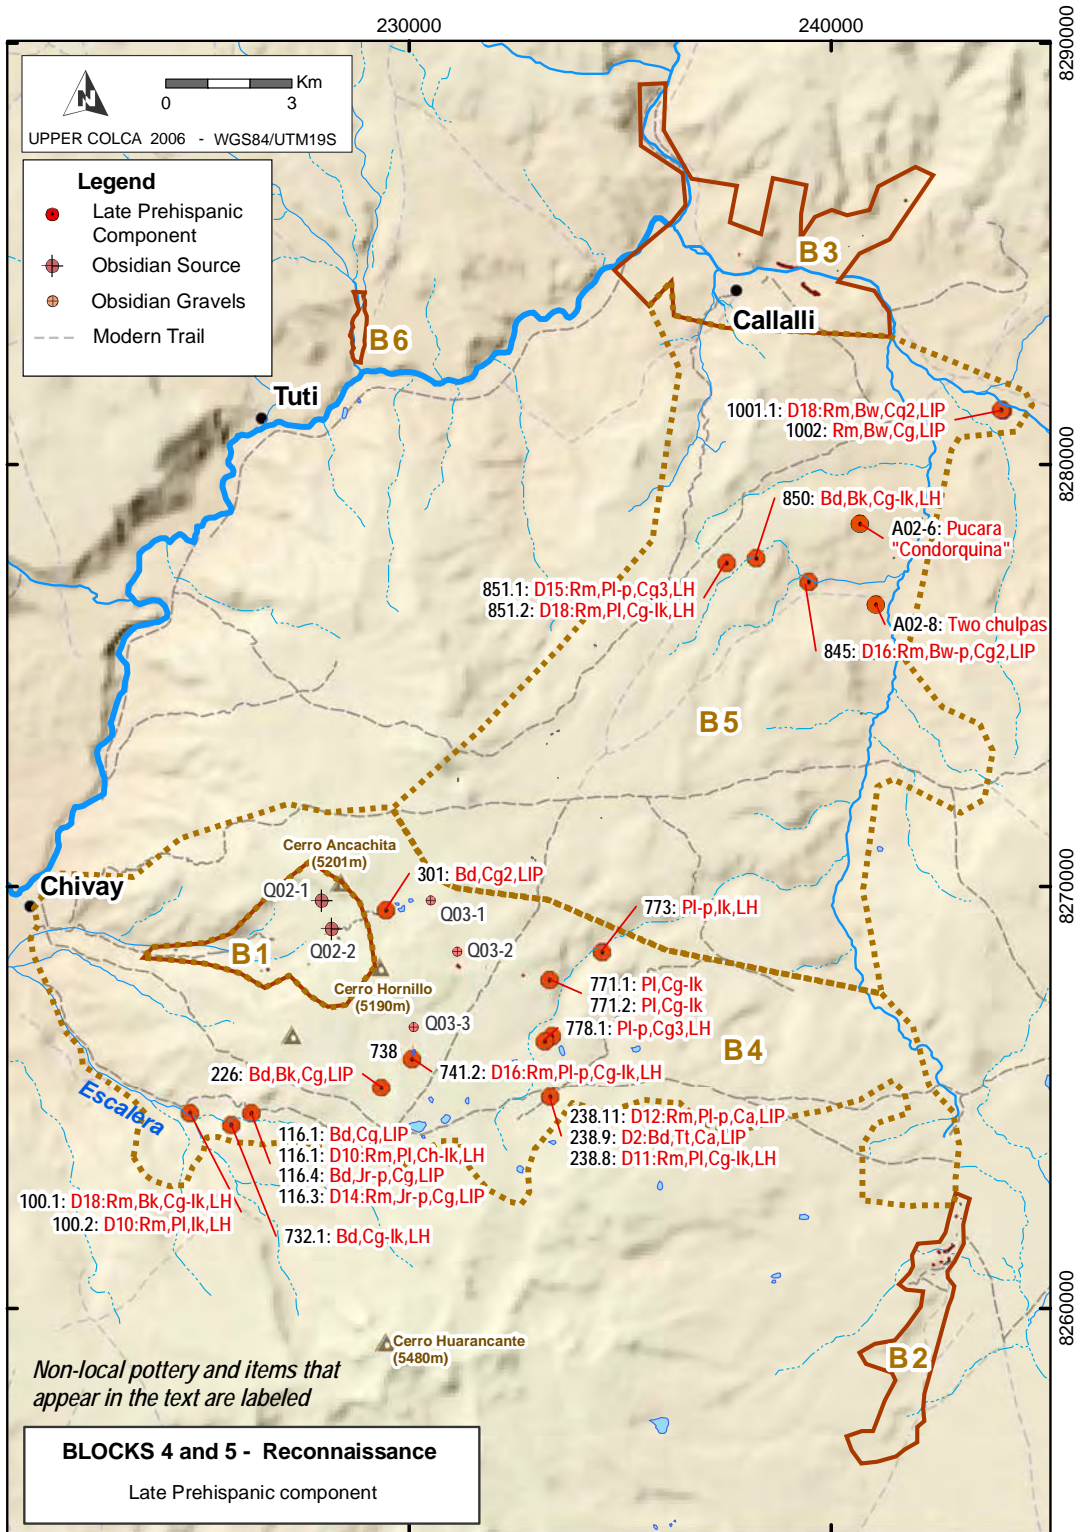 230000
240000
8290000
8280000
8270000
8260000
N
0
3
Km
UPPER COLCA 2006 - WGS84/UTM19S
Legend
Late Prehispanic
Component
Obsidian Source
Obsidian Gravels
Modern Trail
B3
Callalli
B6
Tuti
1001.1: D18:Rm,Bw,Cg2,LIP
1002: Rm,Bw,Cg,LIP
850: Bd,Bk,Cg-Ik,LH
A02-6: Pucara
"Condorquina"
851.1: D15:Rm,Pl-p,Cg3,LH
851.2: D18:Rm,Pl,Cg-Ik,LH
A02-8: Two chulpas
845: D16:Rm,Bw-p,Cg2,LIP
B5
Cerro Ancachita
(5201m)
Chivay
301: Bd,Cg2,LIP
Q02-1
Q03-1
773: Pl-p,Ik,LH
B1
Q02-2
Q03-2
771.1: Pl,Cg-Ik
771.2: Pl,Cg-Ik
Cerro Hornillo
(5190m)
Q03-3
778.1: Pl-p,Cg3,LH
B4
738
741.2: D16:Rm,Pl-p,Cg-Ik,LH
226: Bd,Bk,Cg,LIP
Escalera
238.11: D12:Rm,Pl-p,Ca,LIP
238.9: D2:Bd,Tt,Ca,LIP
238.8: D11:Rm,Pl,Cg-Ik,LH
116.1: Bd,Cg,LIP
116.1: D10:Rm,Pl,Ch-Ik,LH
116.4: Bd,Jr-p,Cg,LIP
116.3: D14:Rm,Jr-p,Cg,LIP
100.1: D18:Rm,Bk,Cg-Ik,LH
100.2: D10:Rm,Pl,Ik,LH
732.1: Bd,Cg-Ik,LH
Cerro Huarancante
(5480m)
B2
Non-local pottery and items that
appear in the text are labeled
BLOCKS 4 and 5 - Reconnaissance
Late Prehispanic component